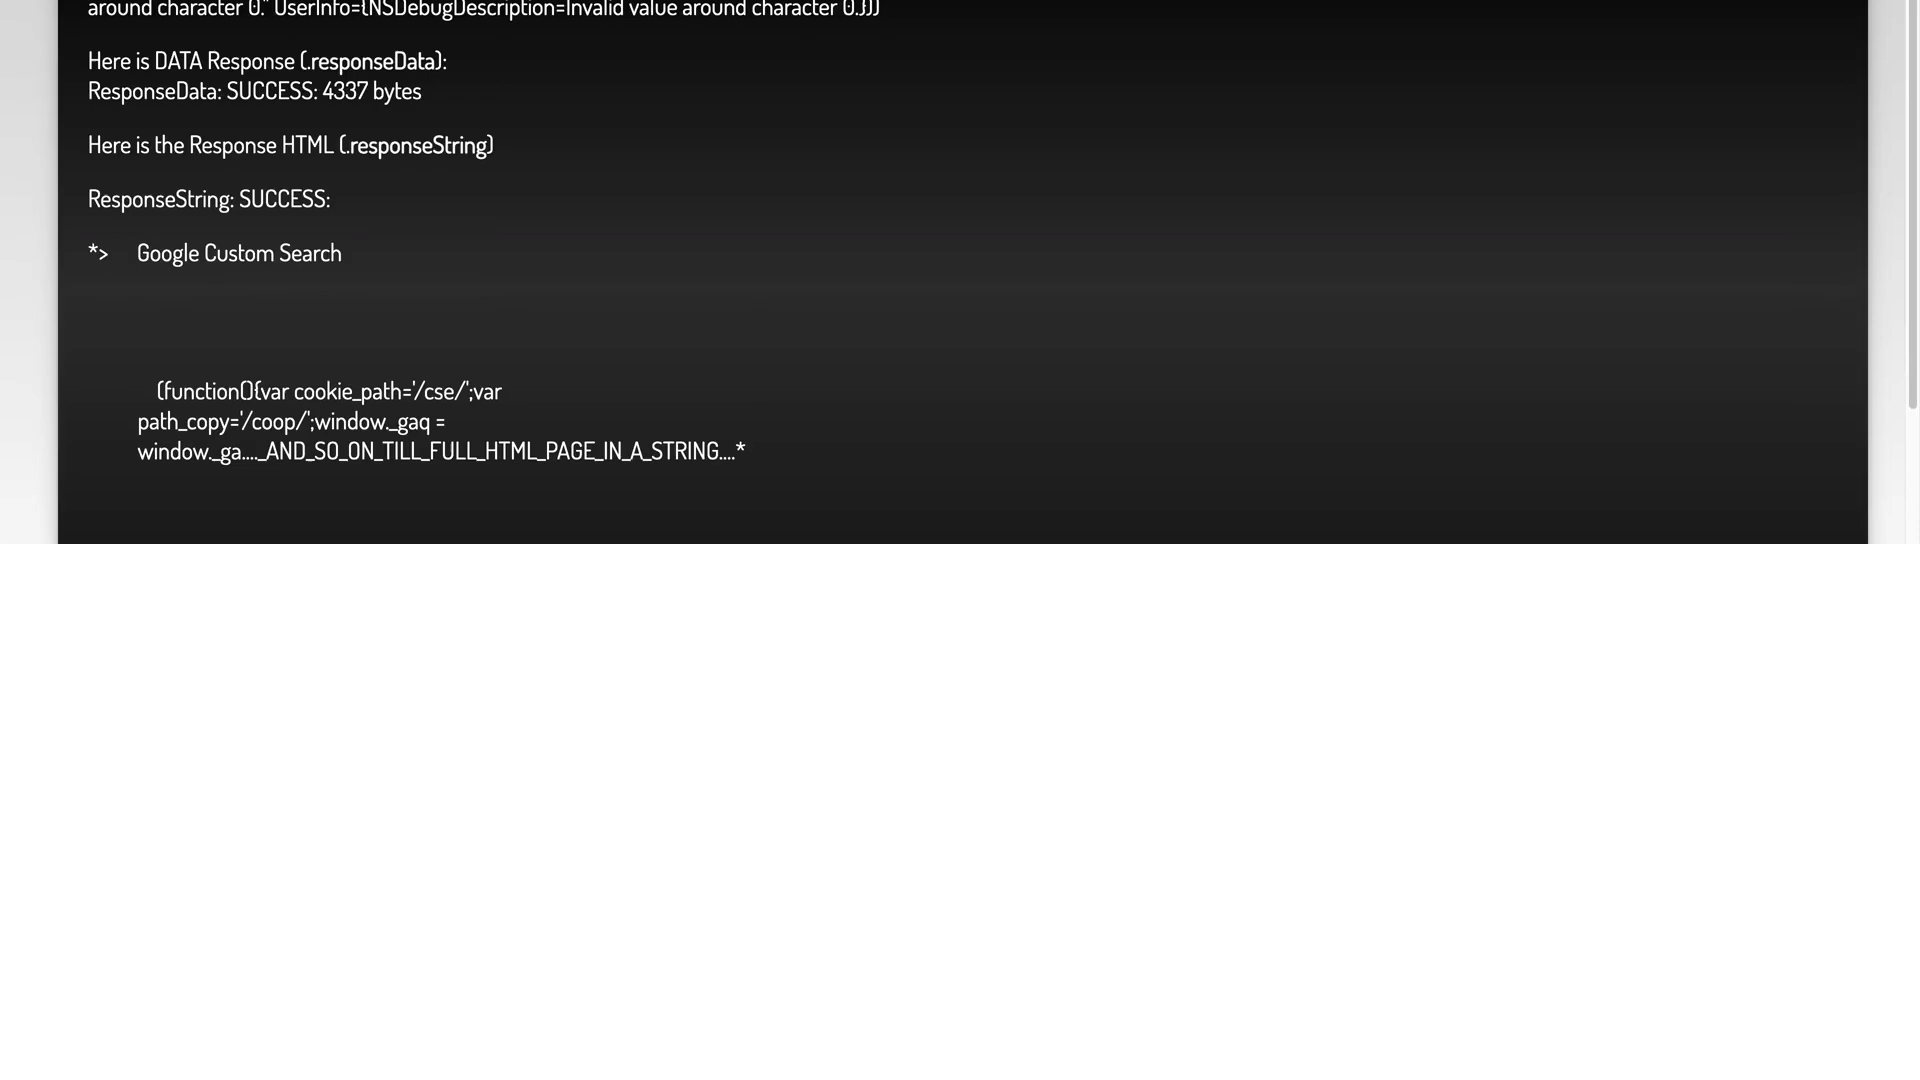 around character 0." UserInfo={NSDebugDescription=Invalid value around character 0.}))
Here is DATA Response (.responseData):
ResponseData: SUCCESS: 4337 bytes
Here is the Response HTML (.responseString)
ResponseString: SUCCESS:
*> Google Custom Search
(function(){var cookie_path='/cse/';var
path_copy='/coop/';window._gaq =
window._ga...._AND_SO_ON_TILL_FULL_HTML_PAGE_IN_A_STRING....*